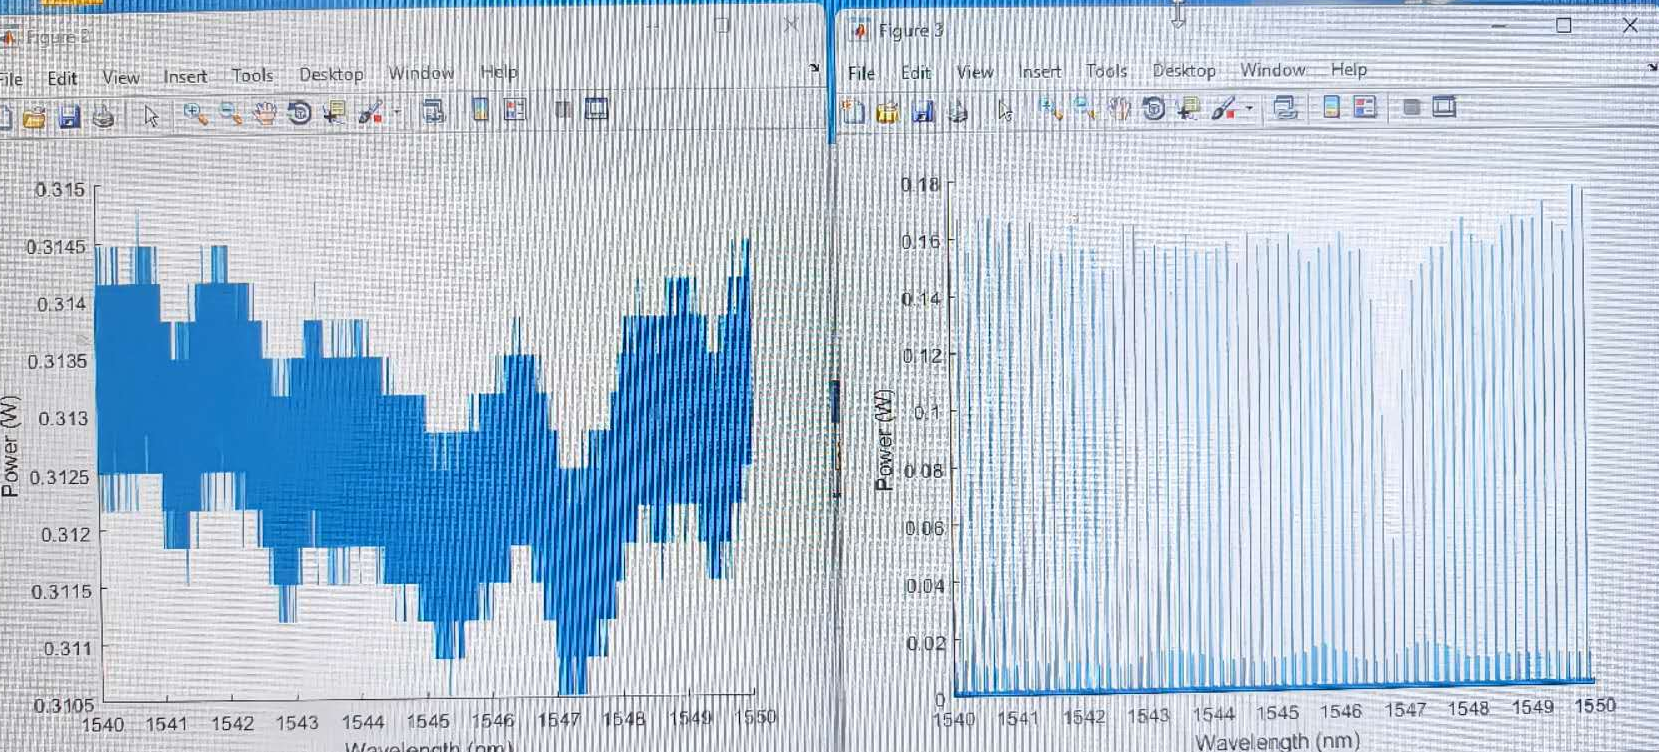 Figure 2
File Edit View Insert Tools Desktop Window Help
0.315
0.3145
0.314
0.3135
0.313
0.3125
0.312
0.3115
0.311
0.3105
Power (W)
1540 1541 1542 1543 1544 1545 1546 1547 1548 1549 1550
Wavelength (nm)
Figure 3
File Edit View Insert Tools Desktop Window Help
0.18
0.16
0.14
0.12
0.1
0.08
0.06
0.04
0.02
0
Power (W)
1540 1541 1542 1543 1544 1545 1546 1547 1548 1549 1550
Wavelength (nm)